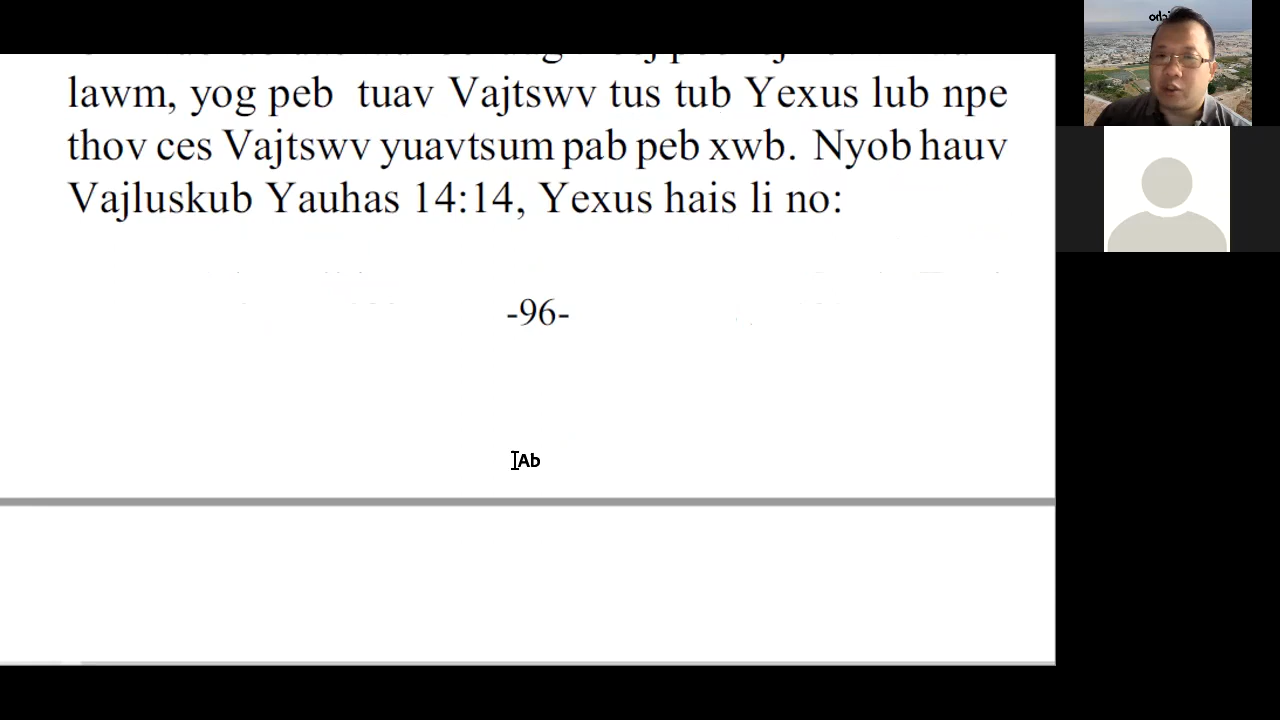 lawm, yog peb tuav Vajtswv tus tub Yexus lub npe
thov ces Vajtswv yuavtsum pab peb xwb. Nyob hauv
Vajluskub Yauhas 14:14, Yexus hais li no:
-96-
Ab